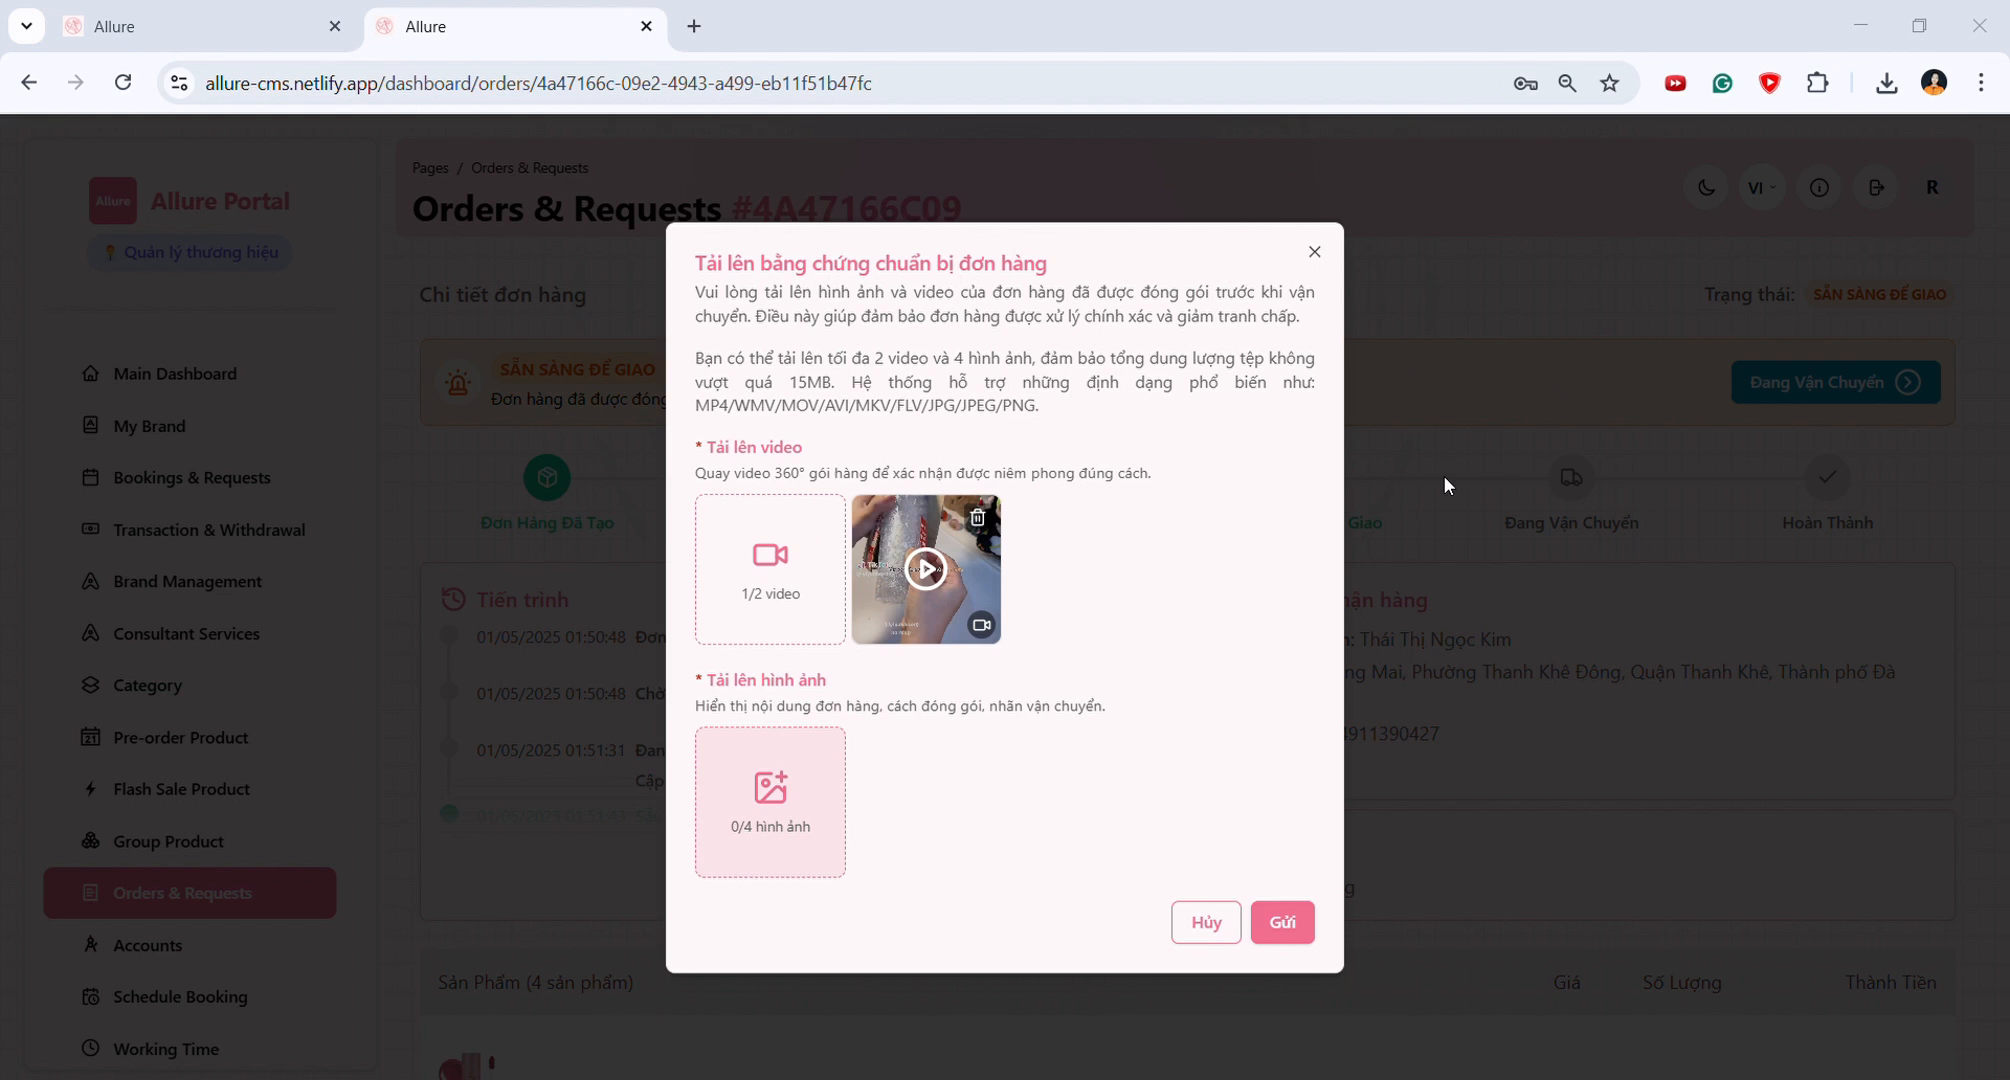 Allure
Allure
allure-cms.netlify.app/dashboard/orders/4a47166c-09e2-4943-a499-eb11f51b47fc
Allure
Allure Portal
Quản lý thương hiệu
Main Dashboard
My Brand
Bookings & Requests
Transaction & Withdrawal
Brand Management
Consultant Services
Category
Pre-order Product
Flash Sale Product
Group Product
Orders & Requests
Accounts
Schedule Booking
Working Time
Pages / Orders & Requests
Orders & Requests #4A47166C09
VI
R
Chi tiết đơn hàng
Trạng thái: SẴN SÀNG ĐỂ GIAO
SẴN SÀNG ĐỂ GIAO
Đơn hàng đã được đóng
Đang Vận Chuyển
Đơn Hàng Đã Tạo
Giao
Đang Vận Chuyển
Hoàn Thành
Tiến trình
01/05/2025 01:50:48 Đơn
01/05/2025 01:50:48 Chờ
01/05/2025 01:51:31 Đan
Cập
01/05/2025 01:51:43
hận hàng
n: Thái Thị Ngọc Kim
ng Mai, Phường Thanh Khê Đông, Quận Thanh Khê, Thành phố Đà
4911390427
g
Tải lên bằng chứng chuẩn bị đơn hàng
Vui lòng tải lên hình ảnh và video của đơn hàng đã được đóng gói trước khi vận
chuyển. Điều này giúp đảm bảo đơn hàng được xử lý chính xác và giảm tranh chấp.
Bạn có thể tải lên tối đa 2 video và 4 hình ảnh, đảm bảo tổng dung lượng tệp không
vượt quá 15MB. Hệ thống hỗ trợ những định dạng phổ biến như:
MP4/WMV/MOV/AVI/MKV/FLV/JPG/JPEG/PNG.
* Tải lên video
Quay video 360° gói hàng để xác nhận được niêm phong đúng cách.
1/2 video
* Tải lên hình ảnh
Hiển thị nội dung đơn hàng, cách đóng gói, nhãn vận chuyển.
0/4 hình ảnh
Hủy
Gửi
Sản Phẩm (4 sản phẩm)
Giá
Số Lượng
Thành Tiền